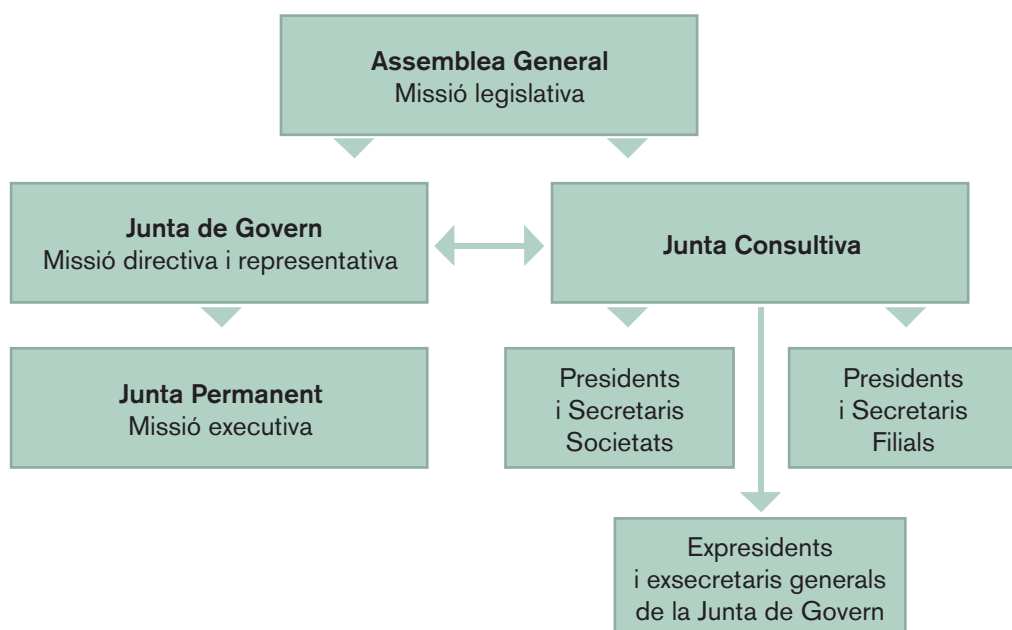 Assemblea General
Missió legislativa
Junta de Govern
Missió directiva i representativa
Junta Consultiva
Junta Permanent
Missió executiva
Presidents
i Secretaris
Societats
Presidents
i Secretaris
Filials
Expresidents
i exsecretaris generals
de la Junta de Govern